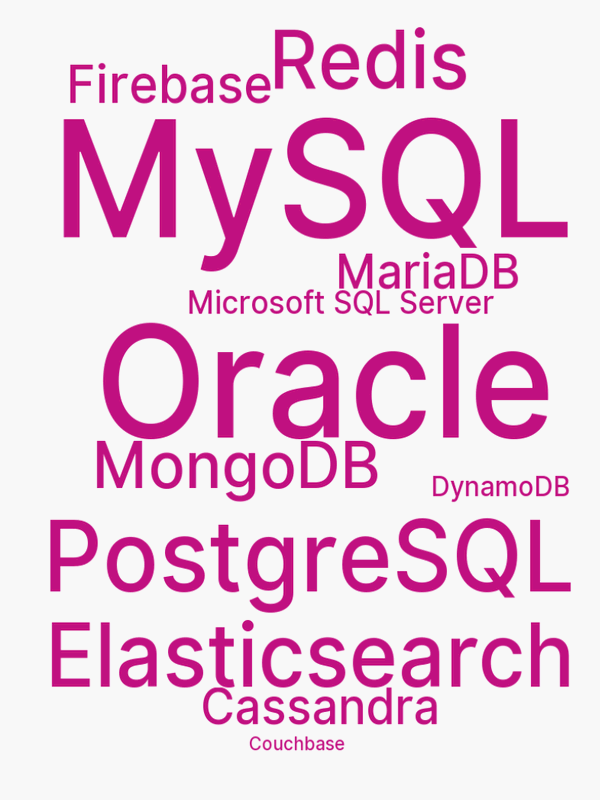 Redis
Firebase
MySQL
MariaDB
Microsoft SQL Server
Oracle
MongoDB
DynamoDB
PostgreSQL
Elasticsearch
Cassandra
Couchbase